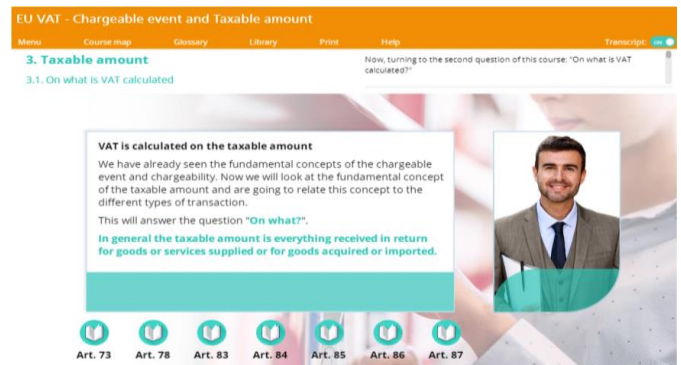 EU VAT - Chargeable event and Taxable amount
Menu Course map Glossary Library Print Help Transcript: ON
3. Taxable amount
3.1. On what is VAT calculated
Now, turning to the second question of this course: "On what is VAT
calculated?"
VAT is calculated on the taxable amount
We have already seen the fundamental concepts of the chargeable
event and chargeability. Now we will look at the fundamental concept
of the taxable amount and are going to relate this concept to the
different types of transaction.
This will answer the question "On what?".
In general the taxable amount is everything received in return
for goods or services supplied or for goods acquired or imported.
Art. 73 Art. 78 Art. 83 Art. 84 Art. 85 Art. 86 Art. 87